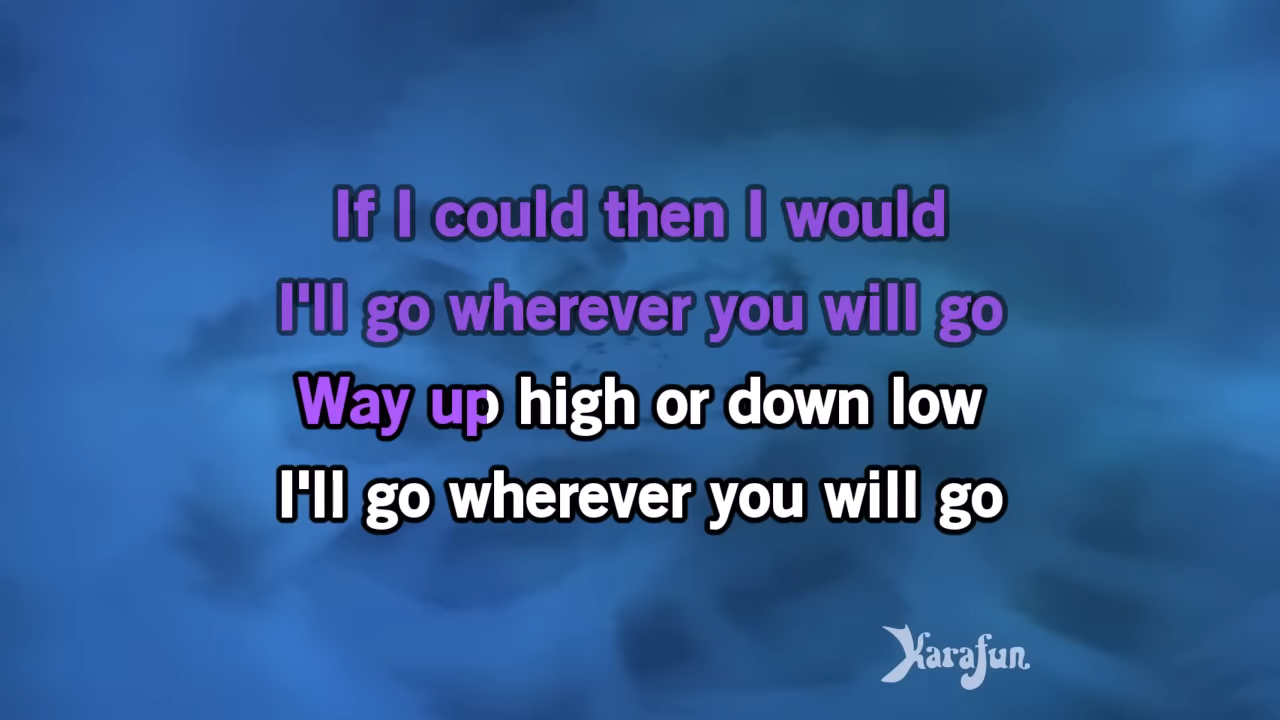 If I could then I would
I'll go wherever you will go
Way up high or down low
I'll go wherever you will go
Karafun